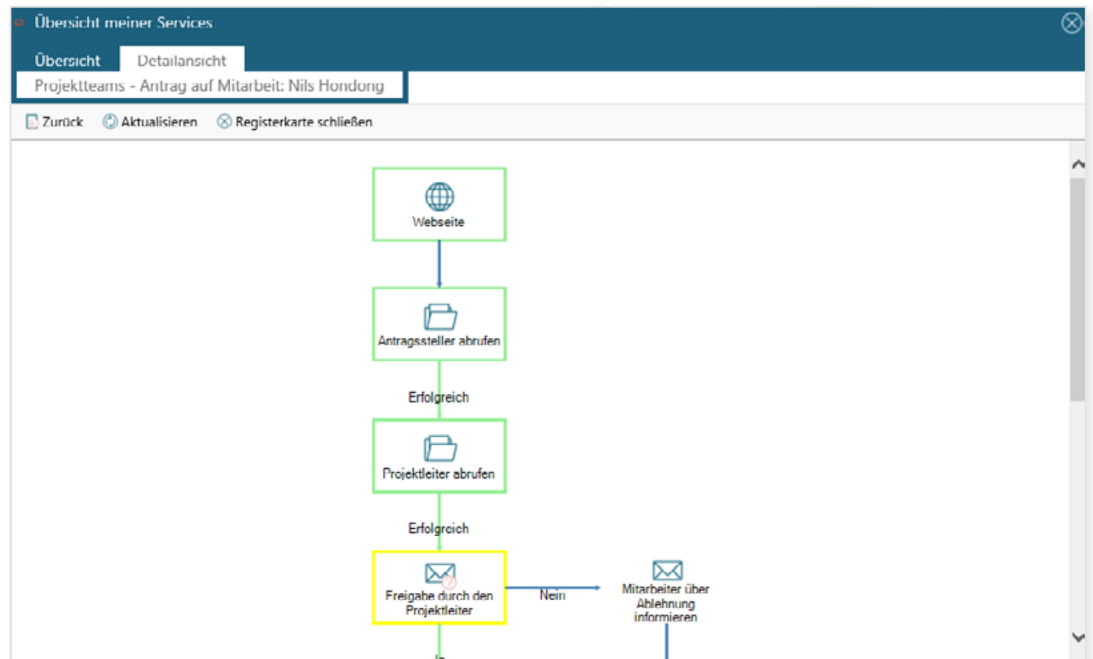 Übersicht meiner Services
Übersicht
Detailansicht
Projektteams - Antrag auf Mitarbeit: Nils Hondong
Zurück
Aktualisieren
Registerkarte schließen
Webseite
Antragssteller abrufen
Erfolgreich
Projektleiter abrufen
Erfolgreich
Freigabe durch den
Projektleiter
Nein
Mitarbeiter über
Ablehnung
informieren